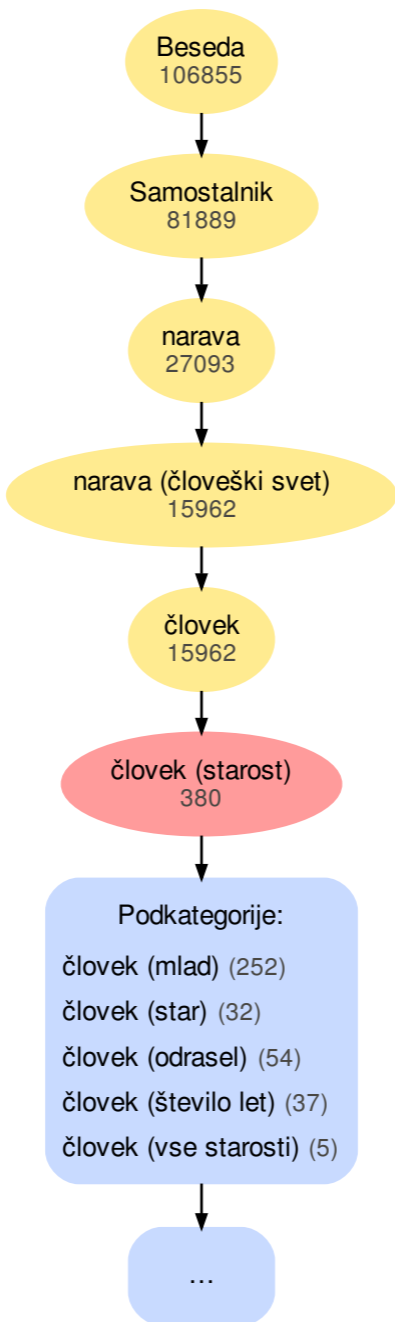 Beseda
106855
Samostalnik
81889
narava
27093
narava (človeški svet)
15962
človek
15962
človek (starost)
380
Podkategorije:
človek (mlad) (252)
človek (star) (32)
človek (odrasel) (54)
človek (število let) (37)
človek (vse starosti) (5)
...